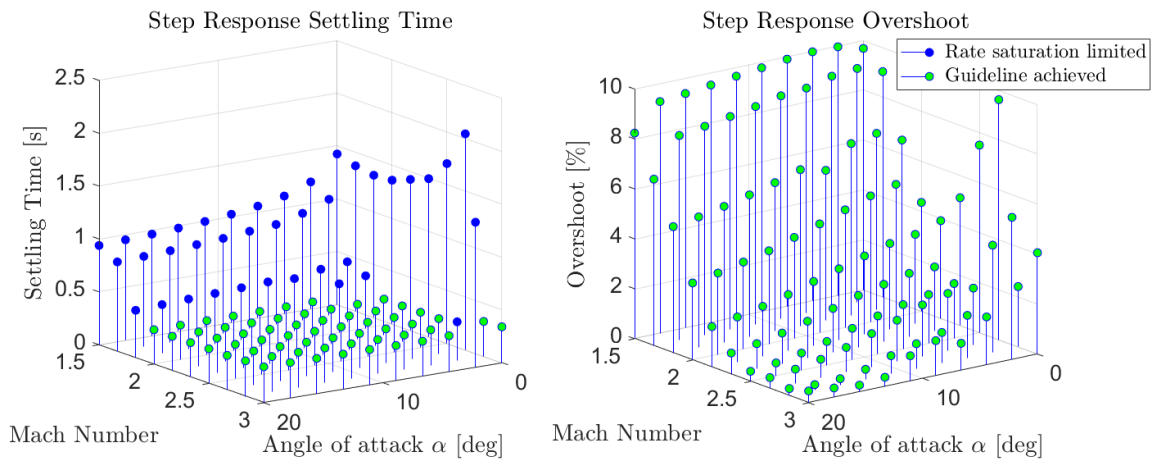 Step Response Settling Time
2.5
2
1.5
1
0.5
0
Settling Time [s]
1.5
2
2.5
3
Mach Number
20
10
0
Angle of attack α [deg]
Step Response Overshoot
Rate saturation limited
Guideline achieved
10
8
6
4
2
0
Overshoot [%]
1.5
2
2.5
3
Mach Number
20
10
0
Angle of attack α [deg]